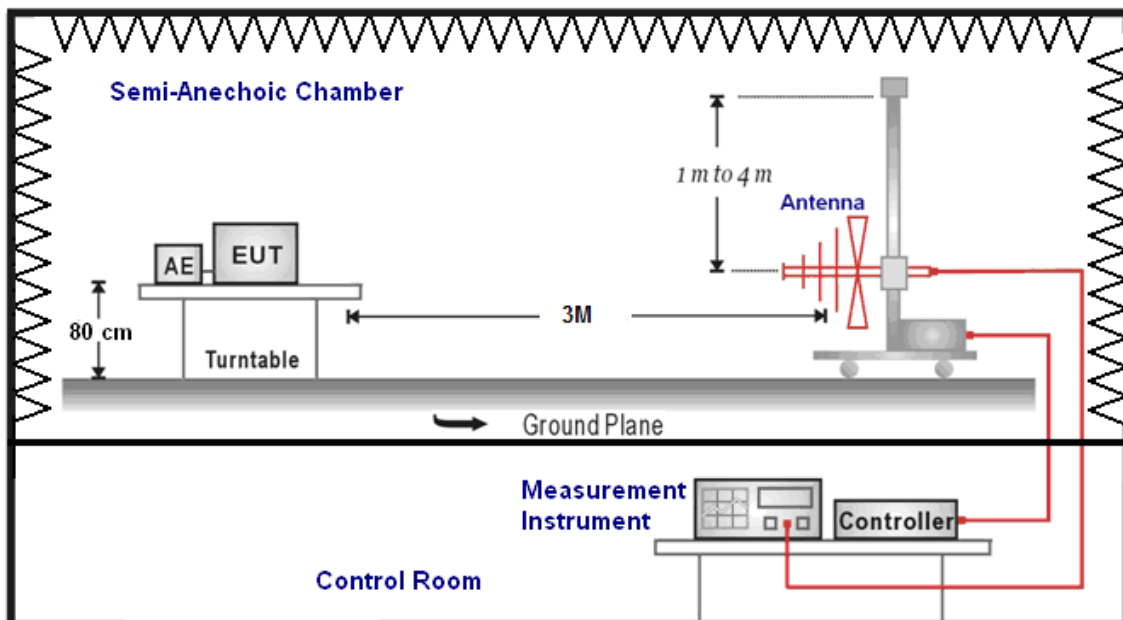 Semi-Anechoic Chamber
1 m to 4 m
Antenna
AE
EUT
80 cm
3M
Turntable
Ground Plane
Measurement
Instrument
Controller
Control Room